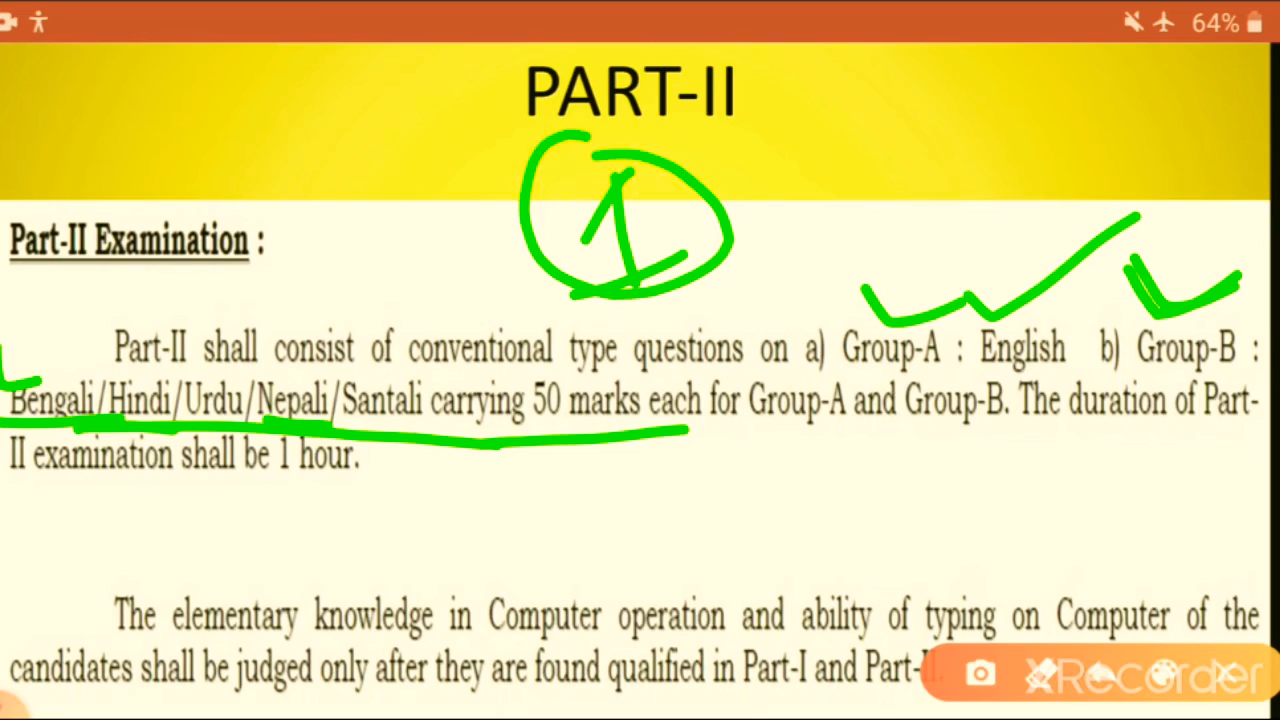 64%
PART-II
1
Part-II Examination :
Part-II shall consist of conventional type questions on a) Group-A : English b) Group-B :
Bengali/Hindi/Urdu/Nepali/Santali carrying 50 marks each for Group-A and Group-B. The duration of Part-
II examination shall be 1 hour.
The elementary knowledge in Computer operation and ability of typing on Computer of the
candidates shall be judged only after they are found qualified in Part-I and Part-II.
XRecorder